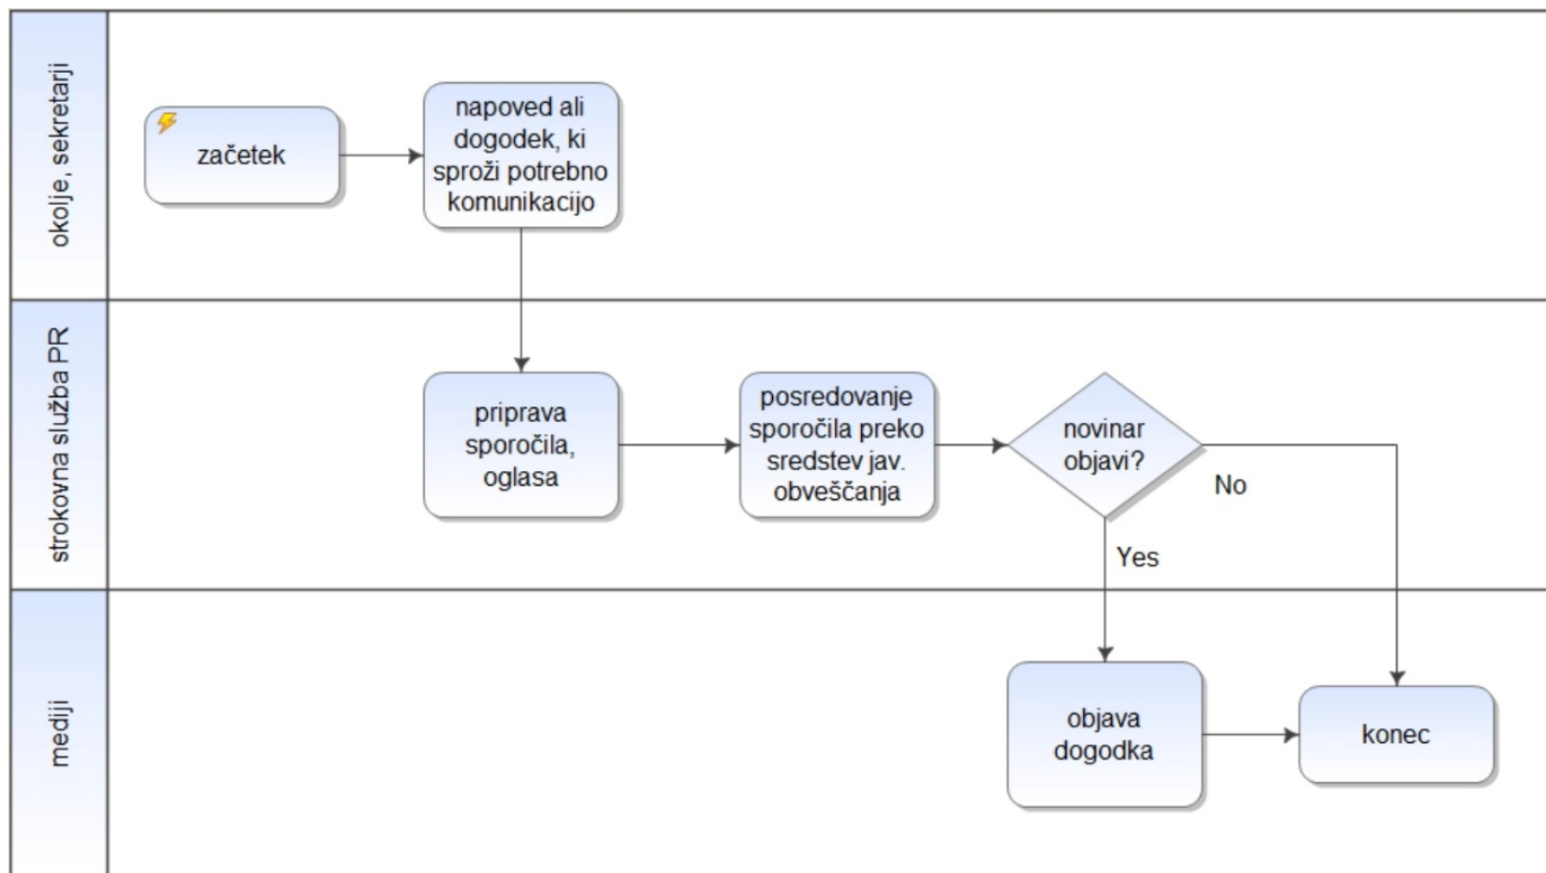 okolje, sekretarji
začetek
napoved ali
dogodek, ki
sproži potrebno
komunikacijo
strokovna služba PR
priprava
sporočila,
oglasa
posredovanje
sporočila preko
sredstev jav.
obveščanja
novinar
objavi?
No
Yes
mediji
objava
dogodka
konec